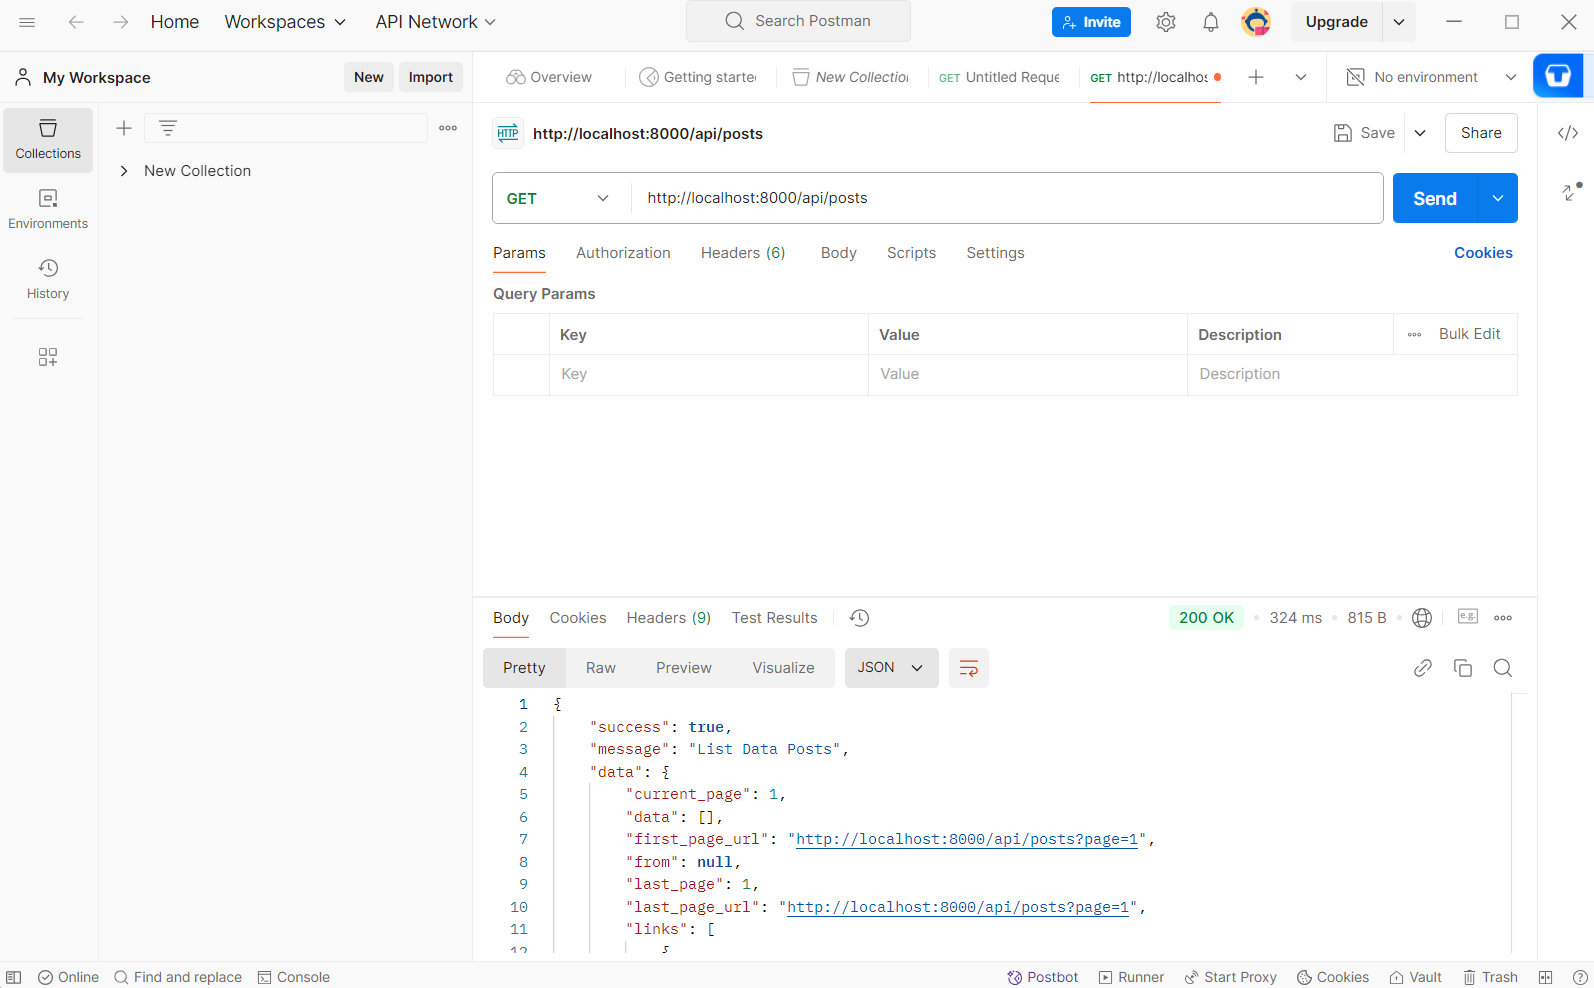 Home Workspaces API Network Search Postman Invite Upgrade
My Workspace New Import Overview Getting starte New Collectio GET Untitled Reque GET http://localhos No environment
Collections
Environments
History
New Collection
HTTP http://localhost:8000/api/posts Save Share
GET http://localhost:8000/api/posts Send
Params Authorization Headers (6) Body Scripts Settings Cookies
Query Params
Key Value Description Bulk Edit
Key Value Description
Body Cookies Headers (9) Test Results 200 OK 324 ms 815 B e.g.
Pretty Raw Preview Visualize JSON
1 {
2 "success": true,
3 "message": "List Data Posts",
4 "data": {
5 "current_page": 1,
6 "data": [],
7 "first_page_url": "http://localhost:8000/api/posts?page=1",
8 "from": null,
9 "last_page": 1,
10 "last_page_url": "http://localhost:8000/api/posts?page=1",
11 "links": [
12 {
Online Find and replace Console Postbot Runner Start Proxy Cookies Vault Trash